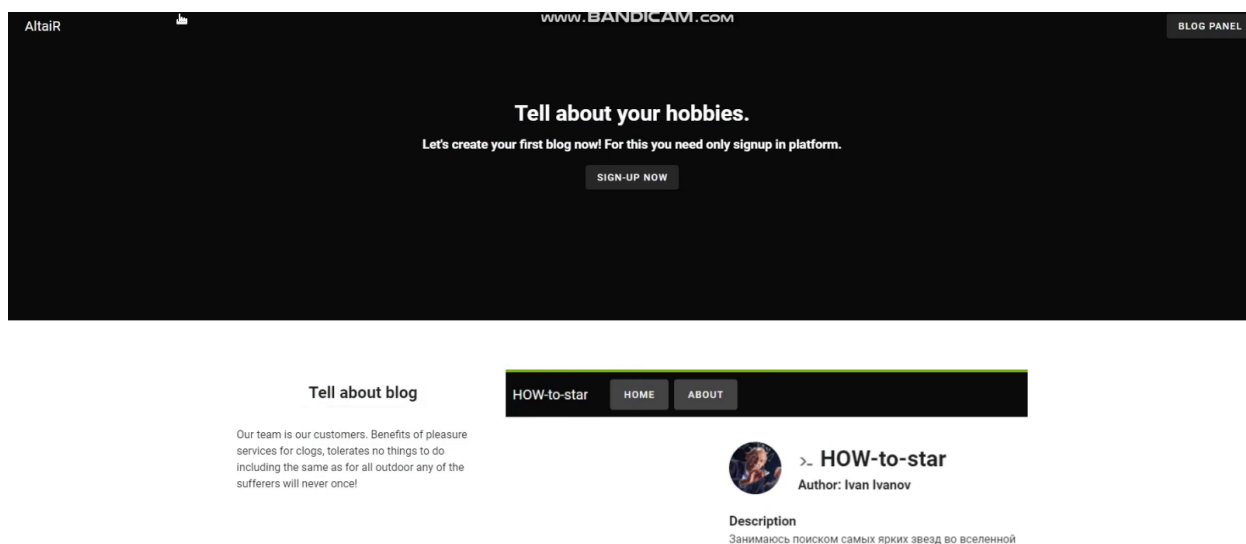 www.BANDICAM.com
AltaiR
BLOG PANEL
Tell about your hobbies.
Let's create your first blog now! For this you need only signup in platform.
SIGN-UP NOW
Tell about blog
Our team is our customers. Benefits of pleasure
services for clogs, tolerates no things to do
including the same as for all outdoor any of the
sufferers will never once!
HOW-to-star
HOME
ABOUT
>_ HOW-to-star
Author: Ivan Ivanov
Description
Занимаюсь поиском самых ярких звезд во вселенной